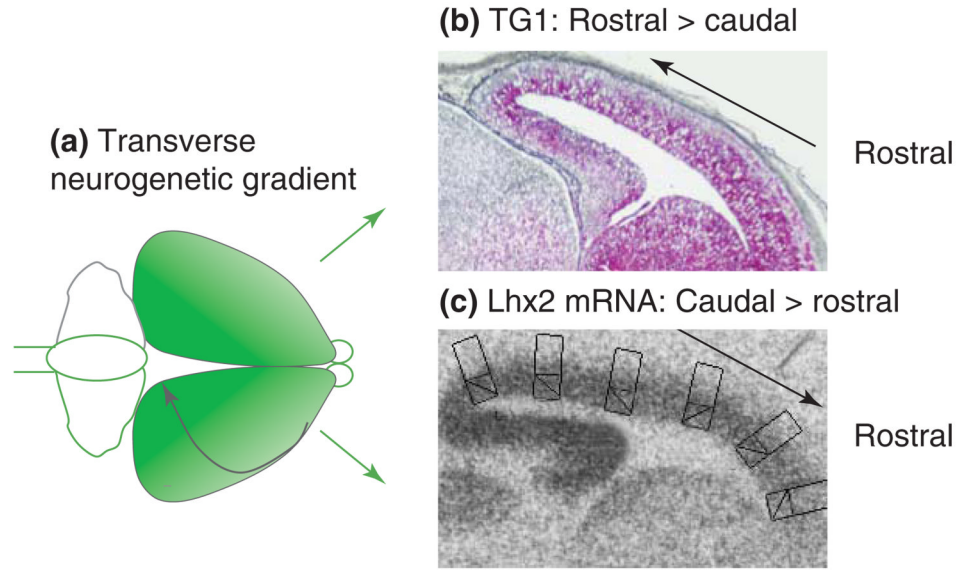 (a) Transverse
neurogenetic gradient
(b) TG1: Rostral > caudal
Rostral
(c) Lhx2 mRNA: Caudal > rostral
Rostral